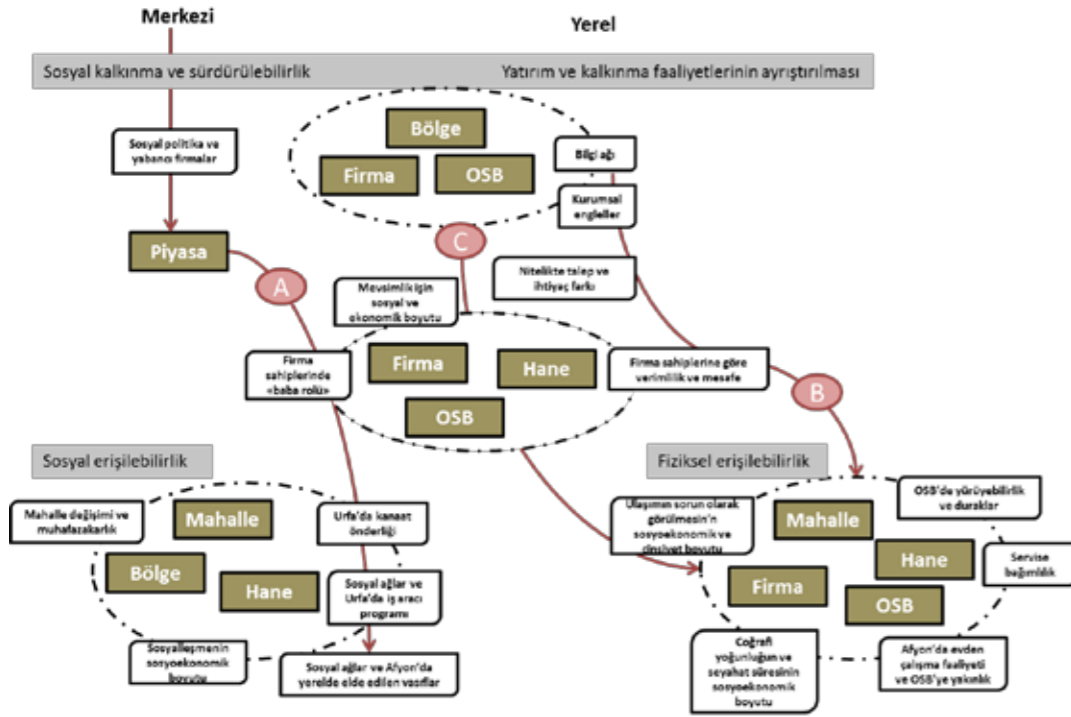 Merkezi
Yerel
Sosyal kalkınma ve sürdürülebilirlik
Yatırım ve kalkınma faaliyetlerinin ayrıştırılması
Sosyal politika ve
yabancı firmalar
Bölge
Firma
OSB
Bilgi ağı
Kurumsal
engleller
Piyasa
A
C
Nitelikte talep ve
ihtiyaç farkı
Mevsimlik işin
sosyal ve
ekonomik boyutu
Firma
sahiplerinde
«baba rolü»
Firma
Hane
OSB
Firma sahiplerine göre
verimlilik ve mesafe
B
Sosyal erişilebilirlik
Mahalle değişimi ve
muhafazakarlık
Mahalle
Bölge
Hane
Urfa'da kanaat
önderliği
Sosyal ağlar ve
Urfa'da iş aracı
programı
Sosyalleşmenin
sosyoekonomik
boyutu
Sosyal ağlar ve Afyon'da
yerelde elde edilen vasıflar
Fiziksel erişilebilirlik
Ulaşımın sorun olarak
görülmesin'n
sosyoekonomik ve
cinsiyet boyutu
Mahalle
Hane
Firma
OSB
OSB'de yürüyebilirlik
ve duraklar
Servise
bağımlılık
Coğrafi
yoğunluğun ve
seyahat süresinin
sosyoekonomik
boyutu
Afyon'da evden
çalışma faaliyeti
ve OSB'ye yakınlık